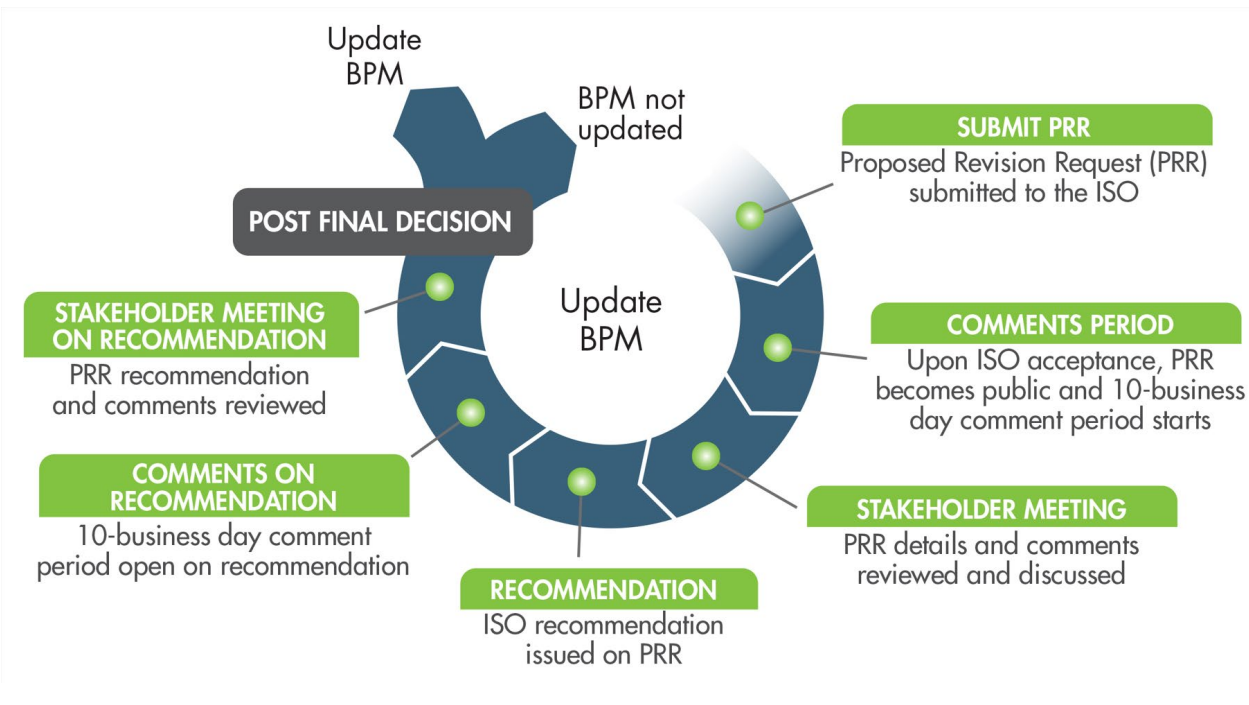 Update
BPM
BPM not
updated
SUBMIT PRR
Proposed Revision Request (PRR)
submitted to the ISO
POST FINAL DECISION
Update
BPM
COMMENTS PERIOD
Upon ISO acceptance, PRR
becomes public and 10-business
day comment period starts
STAKEHOLDER MEETING
PRR details and comments
reviewed and discussed
RECOMMENDATION
ISO recommendation
issued on PRR
COMMENTS ON
RECOMMENDATION
10-business day comment
period open on recommendation
STAKEHOLDER MEETING
ON RECOMMENDATION
PRR recommendation
and comments reviewed